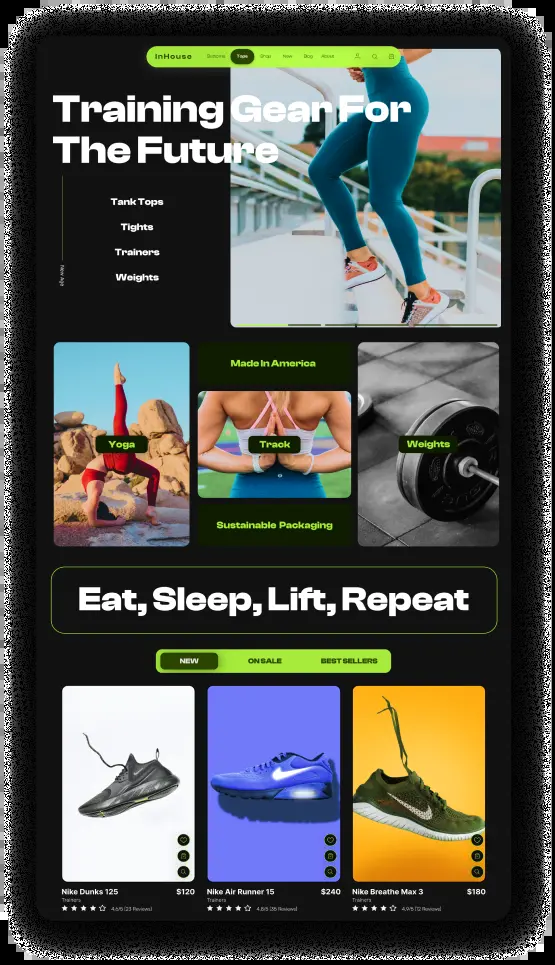 InHouse
Bottoms Tops Shop New Blog About
Training Gear For
The Future
Tank Tops
Tights
Trainers
Weights
New Age
Made In America
Yoga
Track
Weights
Sustainable Packaging
Eat, Sleep, Lift, Repeat
NEW ON SALE BEST SELLERS
Nike Dunks 125 $120
Trainers
4.5/5 (23 Reviews)
Nike Air Runner 15 $240
Trainers
4.8/5 (35 Reviews)
Nike Breathe Max 3 $180
Trainers
4.9/5 (12 Reviews)